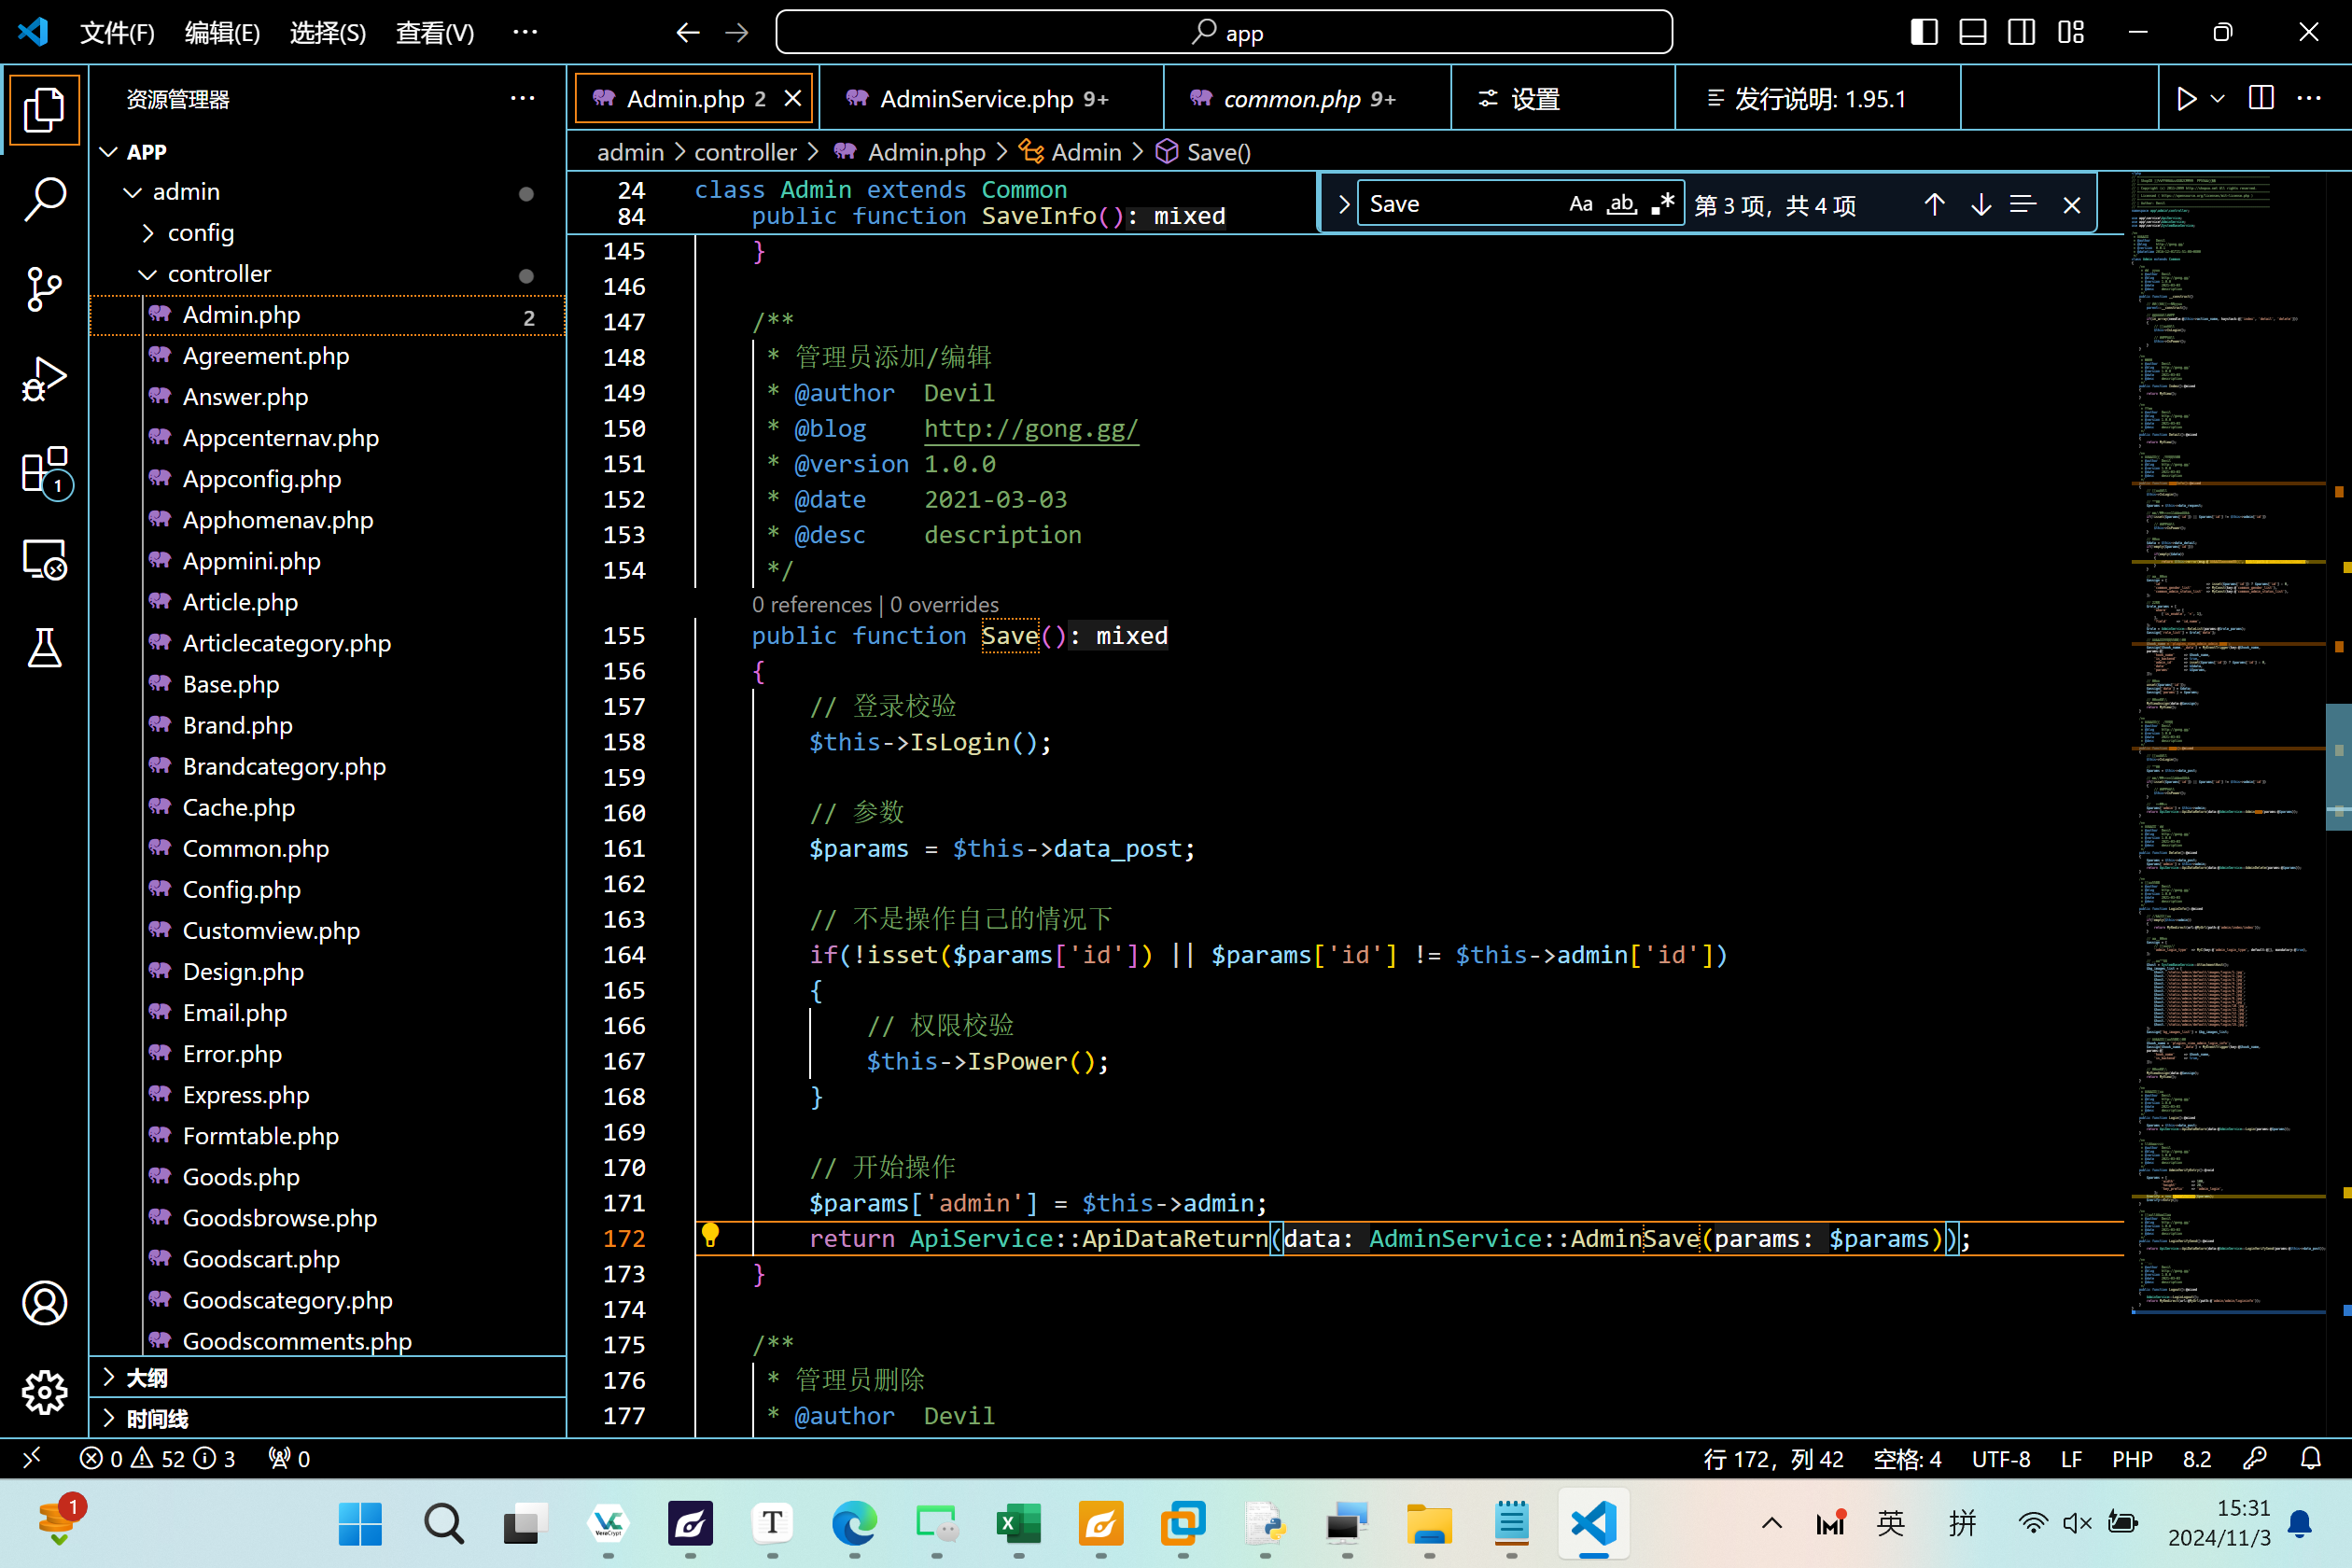 文件(F) 编辑(E) 选择(S) 查看(V) ··· app
资源管理器 ···
Admin.php 2
AdminService.php 9+
common.php 9+
设置
发行说明: 1.95.1
APP
admin
config
controller
Admin.php 2
Agreement.php
Answer.php
Appcenternav.php
Appconfig.php
Apphomenav.php
Appmini.php
Article.php
Articlecategory.php
Base.php
Brand.php
Brandcategory.php
Cache.php
Common.php
Config.php
Customview.php
Design.php
Email.php
Error.php
Express.php
Formtable.php
Goods.php
Goodsbrowse.php
Goodscart.php
Goodscategory.php
Goodscomments.php
大纲
时间线
1
admin > controller > Admin.php > Admin > Save()
Save Aa ab 第 3 项，共 4 项
24 class Admin extends Common
84 public function SaveInfo(): mixed
145 }
146
147 /**
148 * 管理员添加/编辑
149 * @author Devil
150 * @blog http://gong.gg/
151 * @version 1.0.0
152 * @date 2021-03-03
153 * @desc description
154 */
0 references | 0 overrides
155 public function Save(): mixed
156 {
157 // 登录校验
158 $this->IsLogin();
159
160 // 参数
161 $params = $this->data_post;
162
163 // 不是操作自己的情况下
164 if(!isset($params['id']) || $params['id'] != $this->admin['id'])
165 {
166 // 权限校验
167 $this->IsPower();
168 }
169
170 // 开始操作
171 $params['admin'] = $this->admin;
172 return ApiService::ApiDataReturn(data: AdminService::AdminSave(params: $params));
173 }
174
175 /**
176 * 管理员删除
177 * @author Devil
0 52 3 0
行 172，列 42 空格: 4 UTF-8 LF PHP 8.2
1
VC
VeraCrypt
T
X
英 拼
15:31
2024/11/3